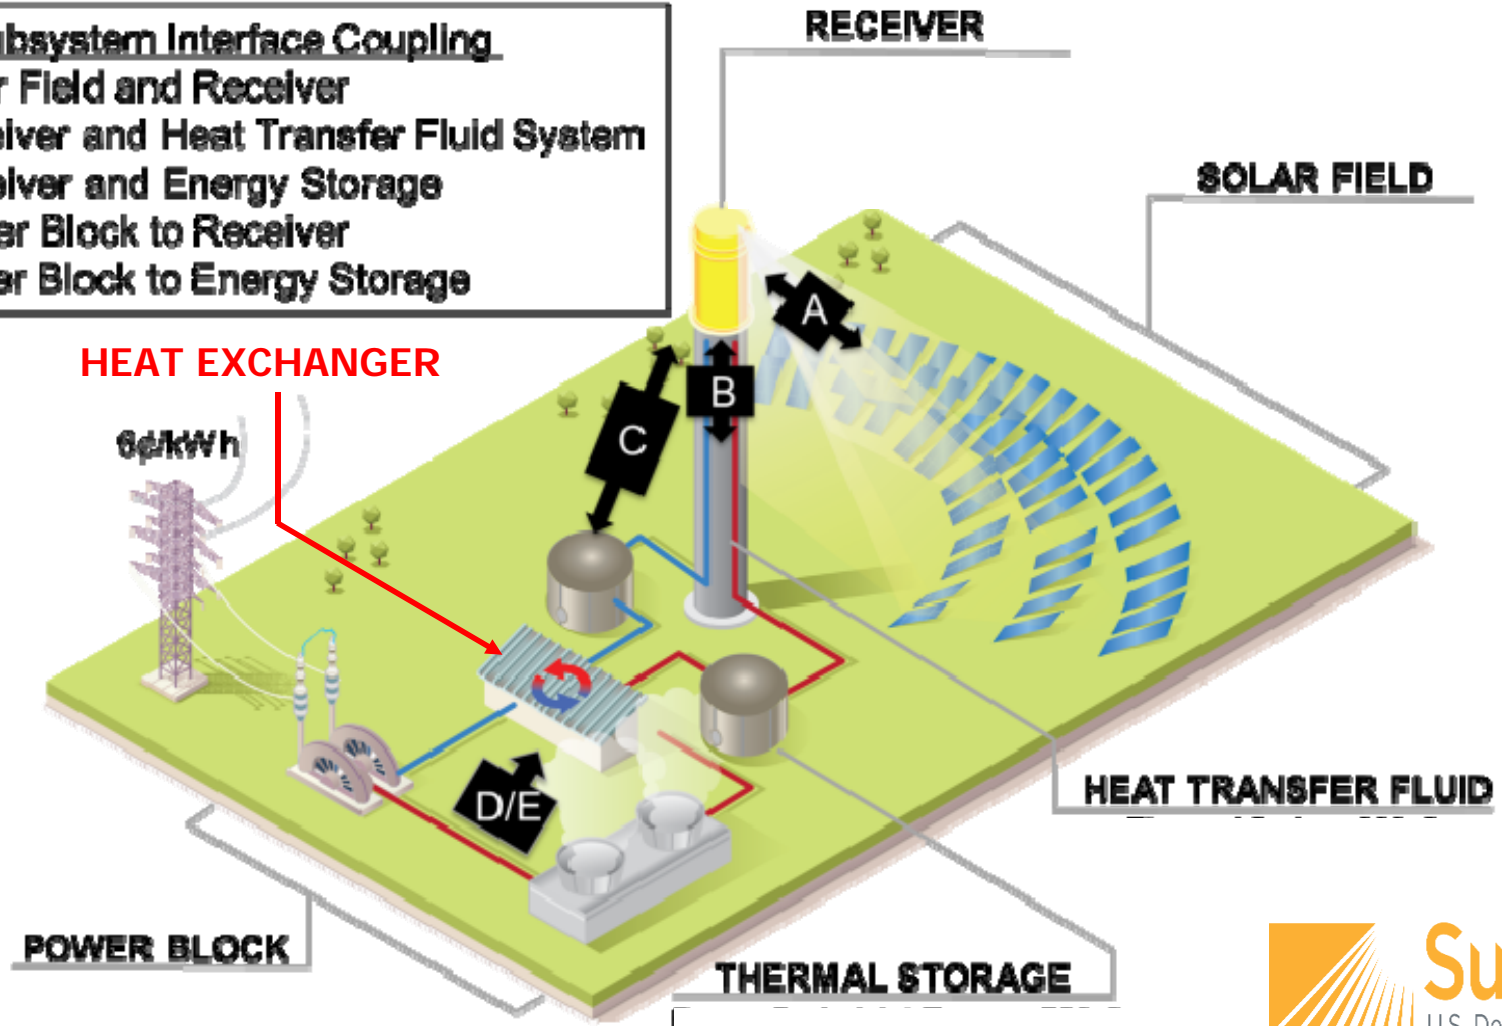 ubsystem Interface Coupling
r Field and Receiver
eiver and Heat Transfer Fluid System
eiver and Energy Storage
er Block to Receiver
er Block to Energy Storage
RECEIVER
SOLAR FIELD
HEAT EXCHANGER
6¢/kWh
A
B
C
D/E
HEAT TRANSFER FLUID
POWER BLOCK
THERMAL STORAGE
Su
U.S. De